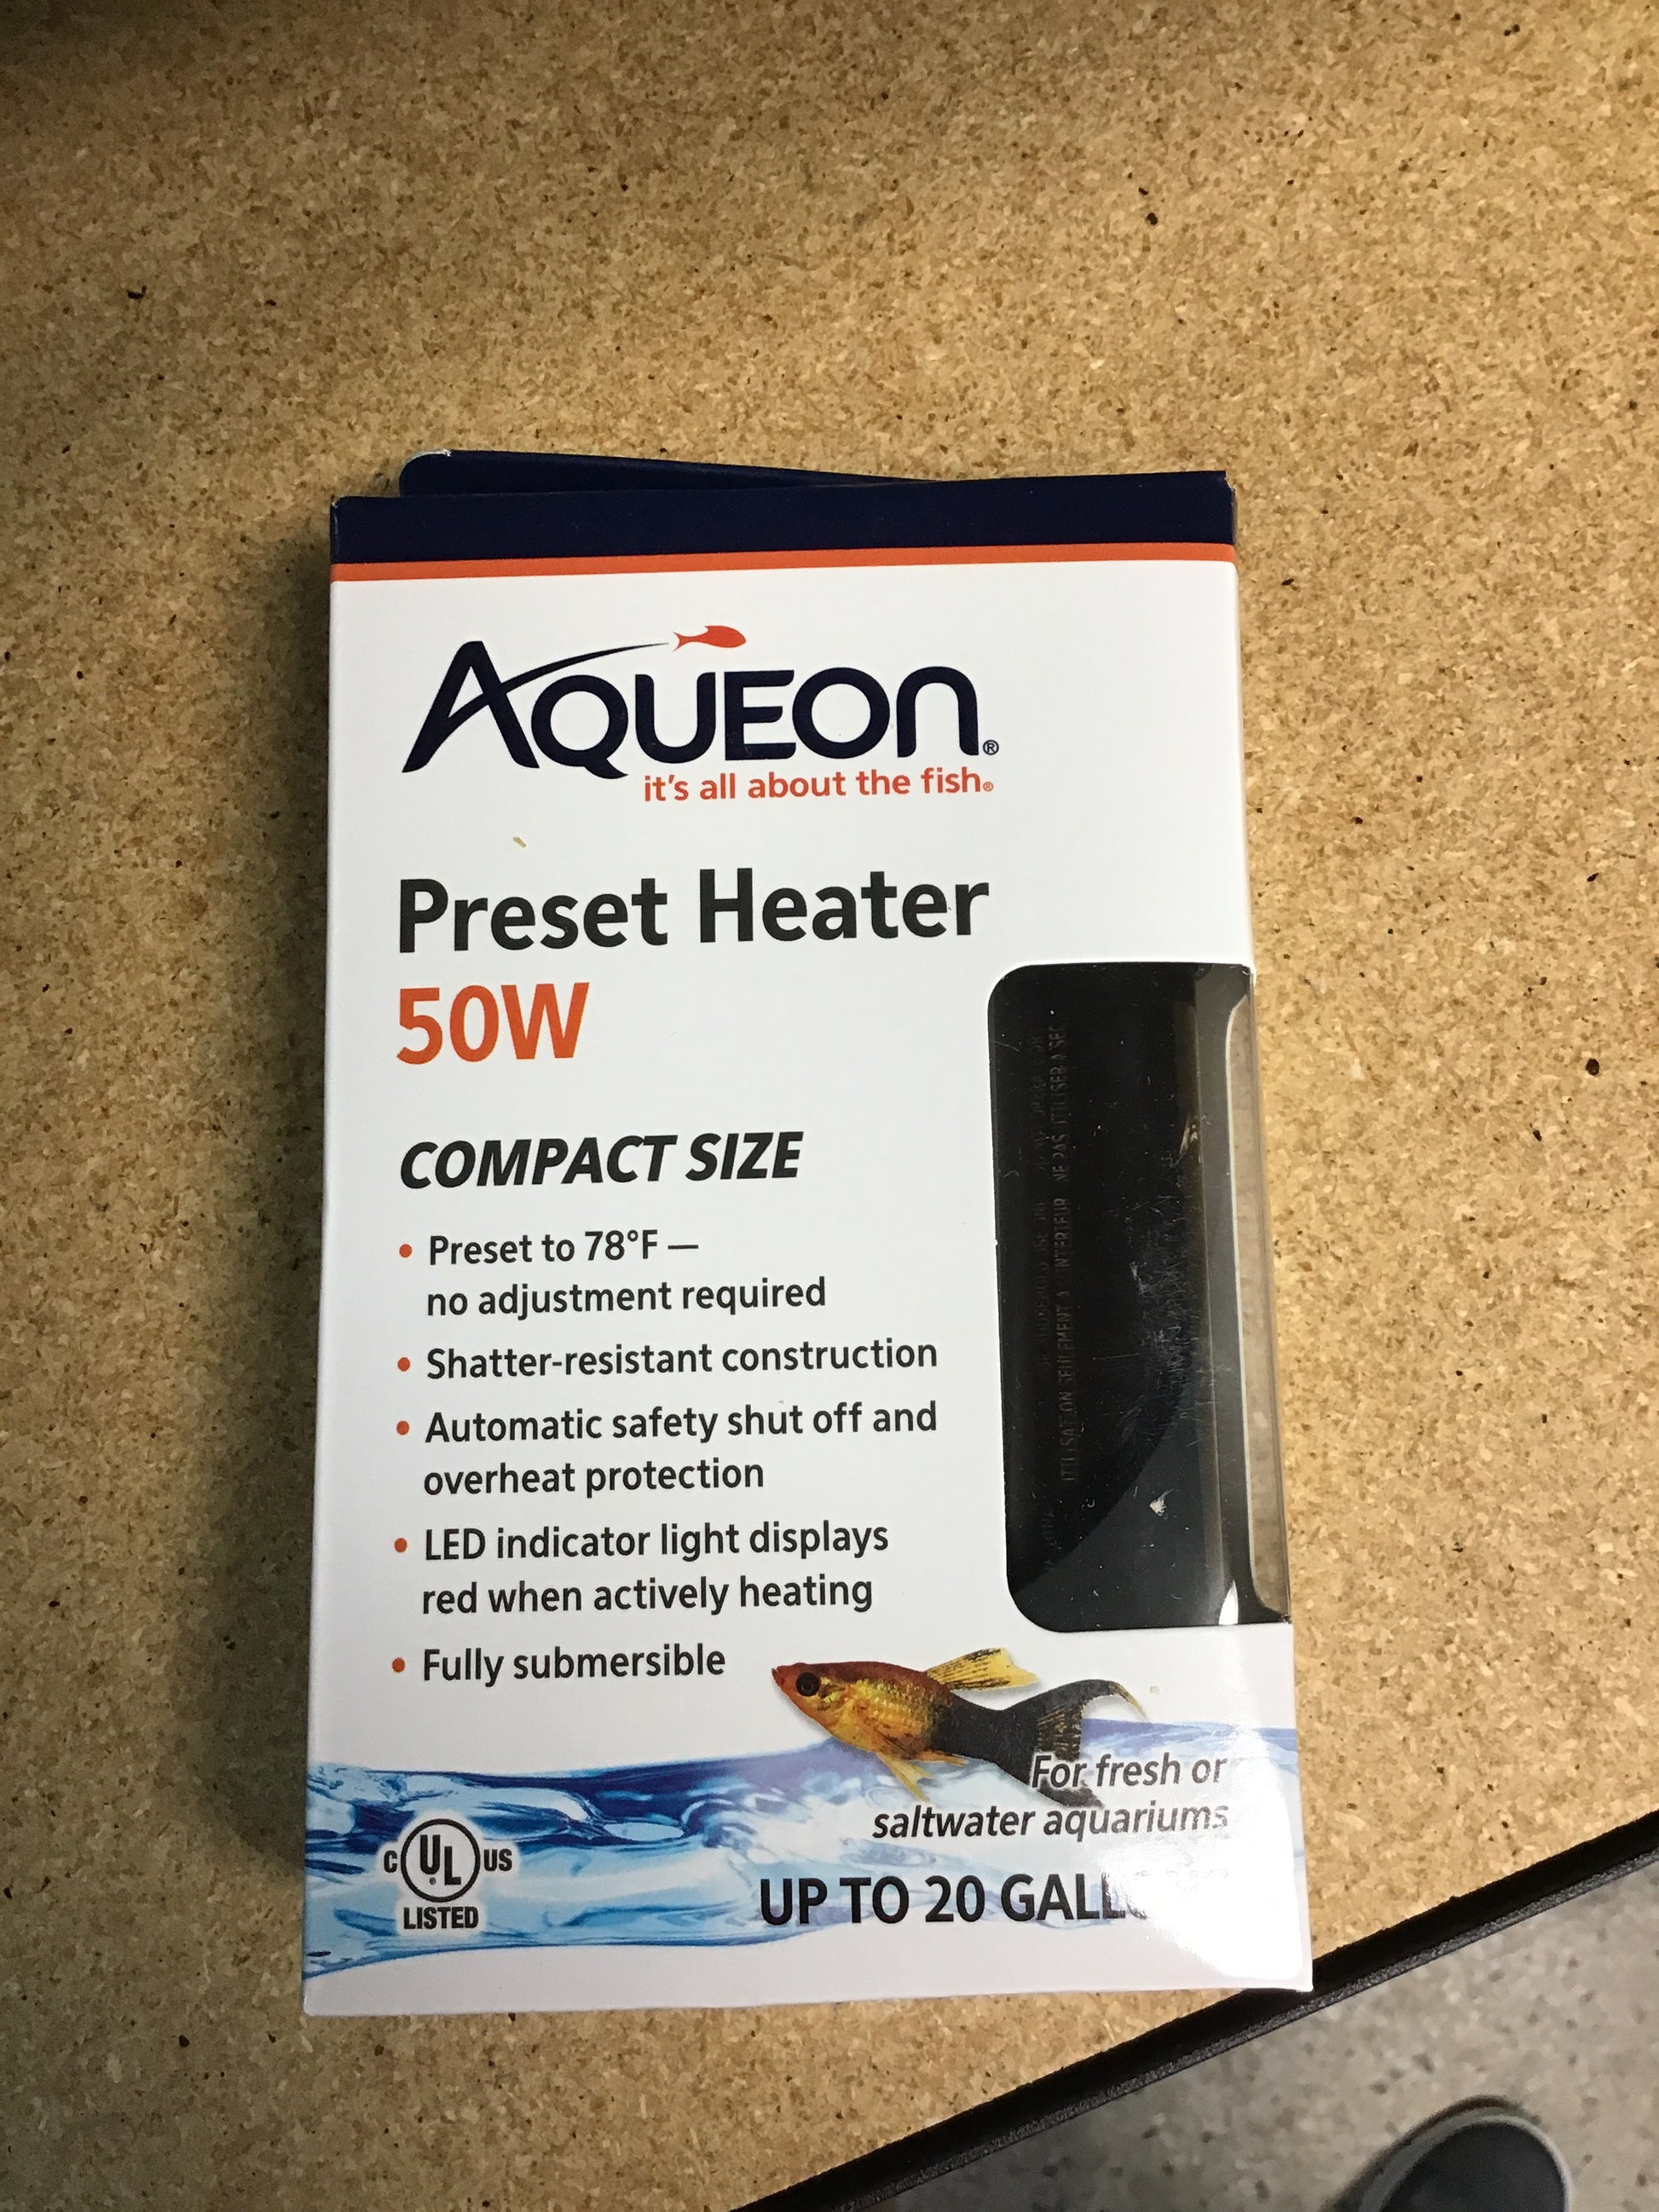 AQUEON®
it's all about the fish®
Preset Heater
50W
COMPACT SIZE
• Preset to 78°F —
no adjustment required
• Shatter-resistant construction
• Automatic safety shut off and
overheat protection
• LED indicator light displays
red when actively heating
• Fully submersible
For fresh or
saltwater aquariums
C UL US
LISTED
UP TO 20